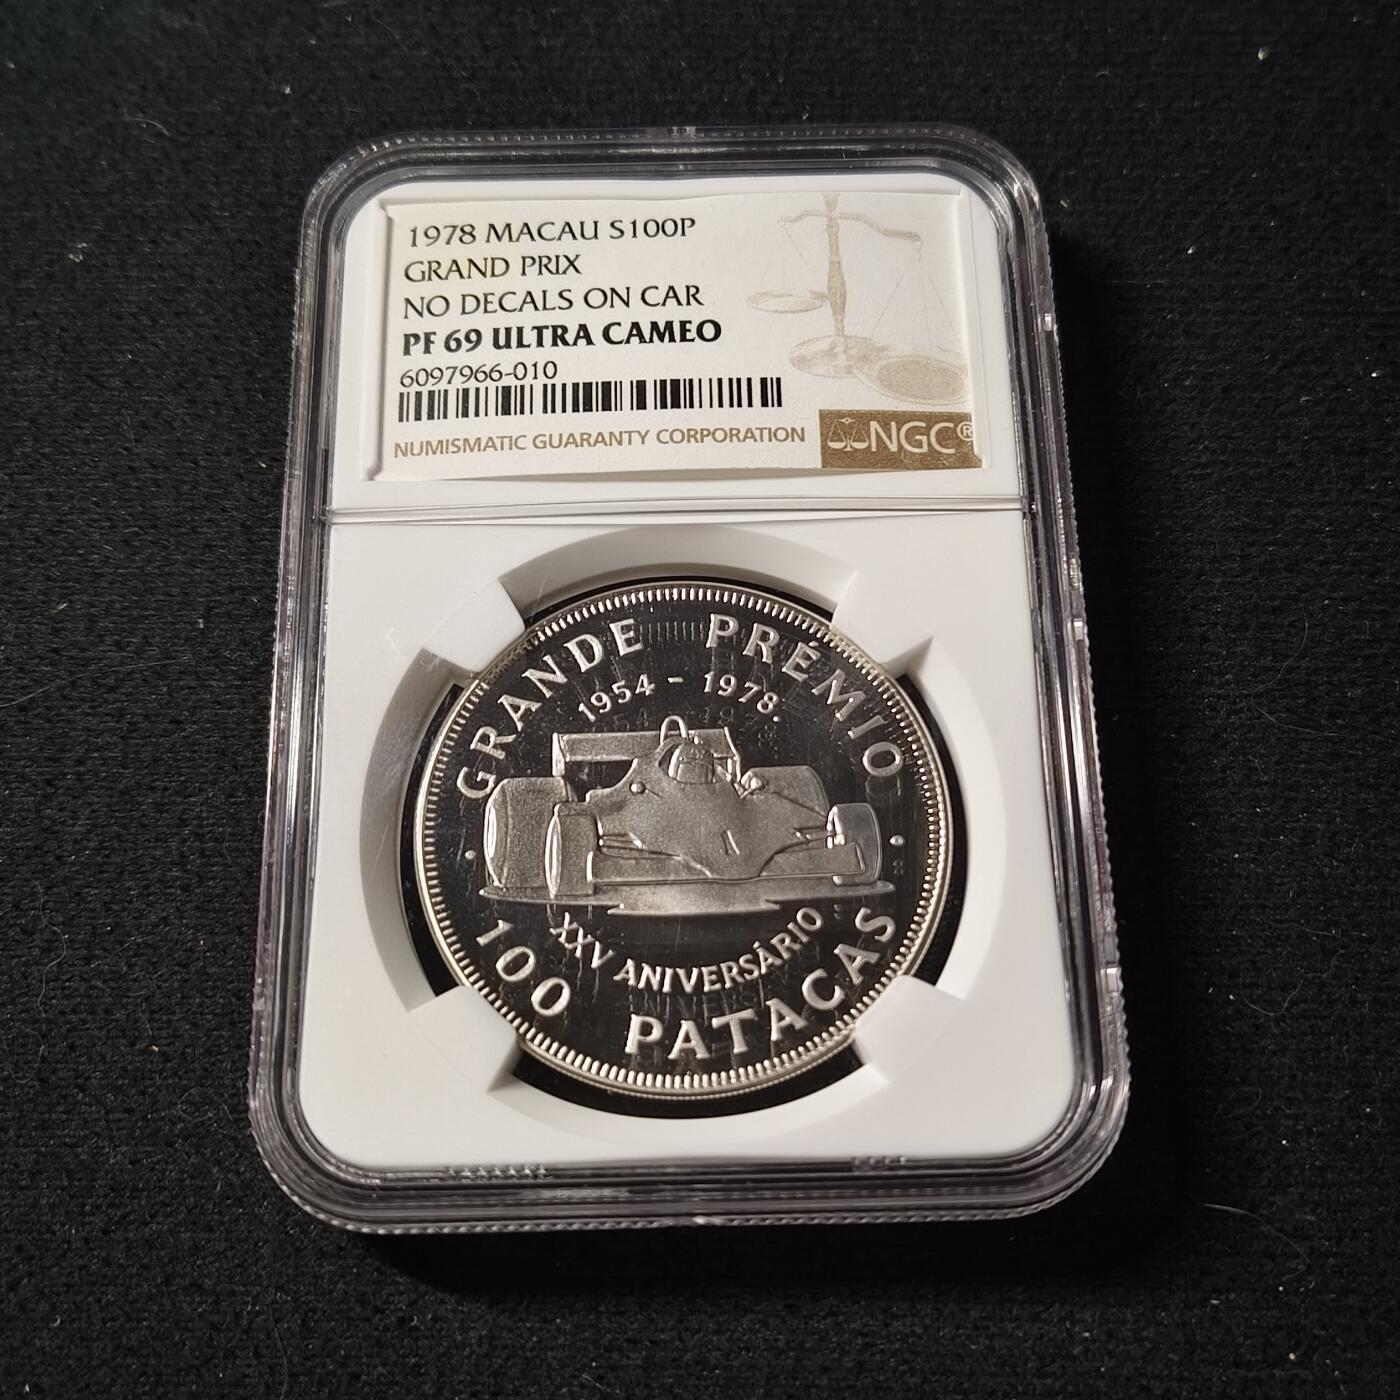 1978 MACAU S100P
GRAND PRIX
NO DECALS ON CAR
PF 69 ULTRA CAMEO
6097966-010
NUMISMATIC GUARANTY CORPORATION
NGC®
GRANDE PRÉMIO
1954 - 1978
XXV ANIVERSÁRIO
100 PATACAS